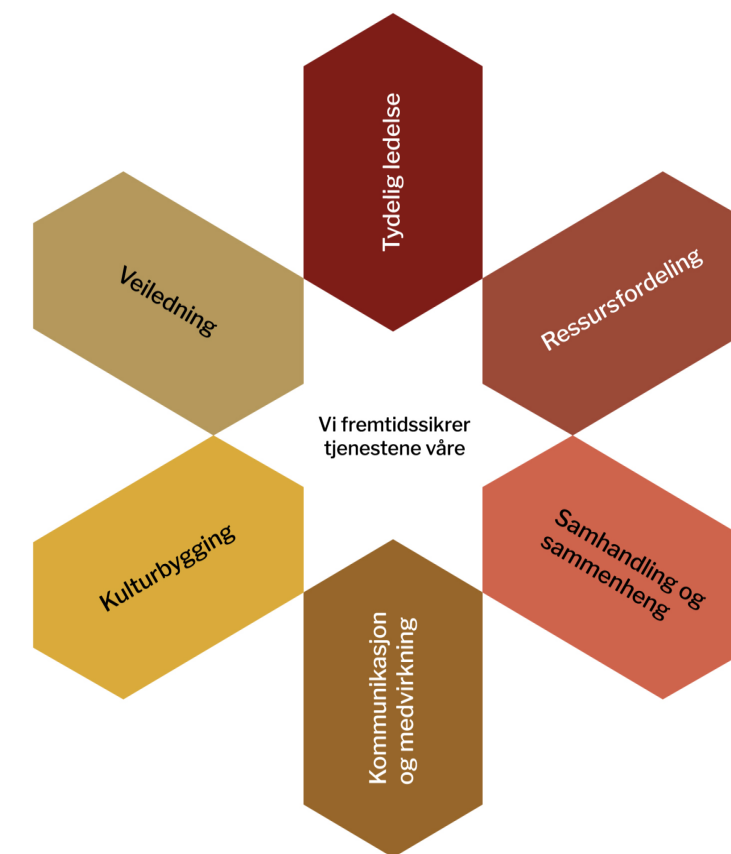 Tydelig ledelse
Ressursfordeling
Samhandling og
sammenheng
Kommunikasjon
og medvirkning
Kulturbygging
Veiledning
Vi fremtidssikrer
tjenestene våre